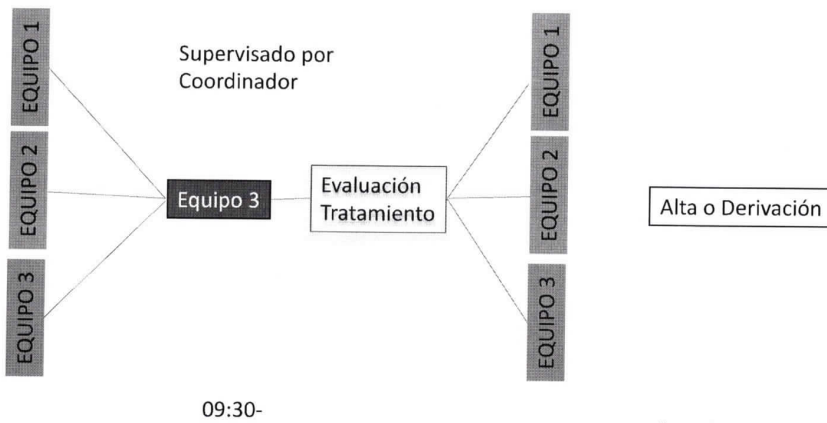 EQUIPO 1
EQUIPO 2
EQUIPO 3
Supervisado por
Coordinador
Equipo 3
Evaluación
Tratamiento
EQUIPO 1
EQUIPO 2
EQUIPO 3
Alta o Derivación
09:30-